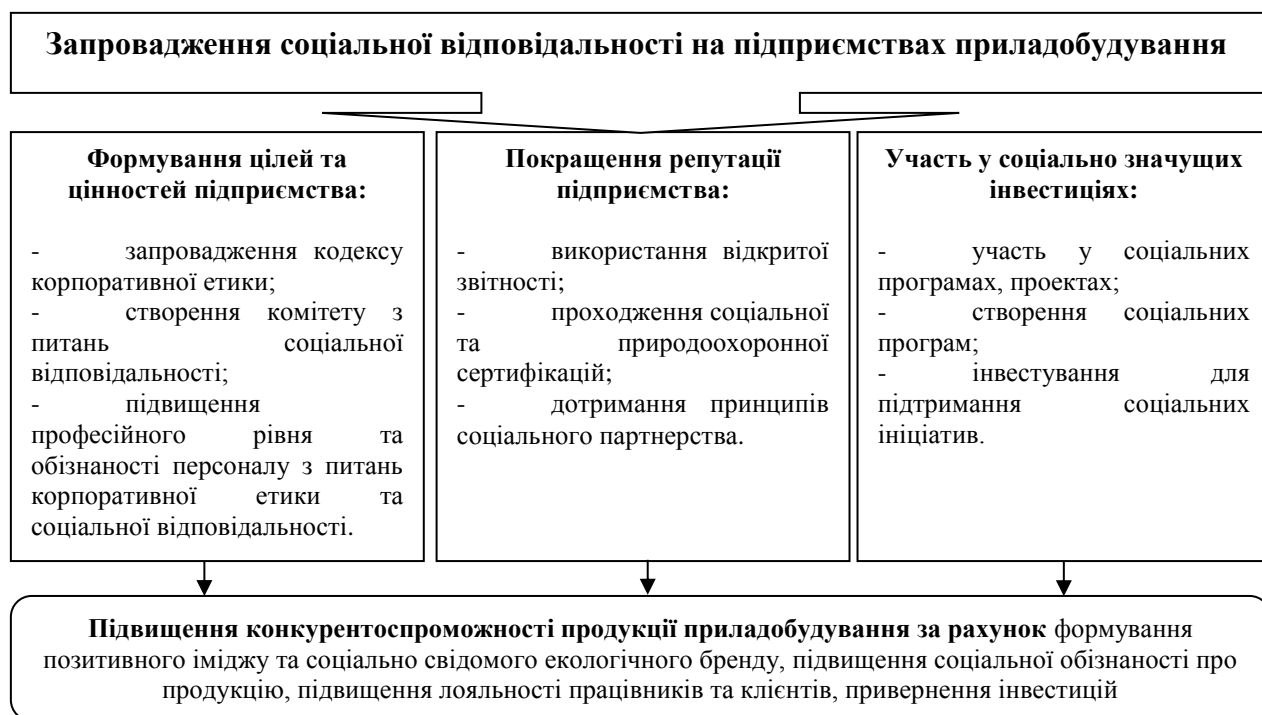 Запровадження соціальної відповідальності на підприємствах приладобудування
Формування цілей та
цінностей підприємства:
- запровадження кодексу
корпоративної етики;
- створення комітету з
питань соціальної
відповідальності;
- підвищення
професійного рівня та
обізнаності персоналу з питань
корпоративної етики та
соціальної відповідальності.
Покращення репутації
підприємства:
- використання відкритої
звітності;
- проходження соціальної
та природоохоронної
сертифікацій;
- дотримання принципів
соціального партнерства.
Участь у соціально значущих
інвестиціях:
- участь у соціальних
програмах, проектах;
- створення соціальних
програм;
- інвестування для
підтримання соціальних
ініціатив.
Підвищення конкурентоспроможності продукції приладобудування за рахунок формування
позитивного іміджу та соціально свідомого екологічного бренду, підвищення соціальної обізнаності про
продукцію, підвищення лояльності працівників та клієнтів, привернення інвестицій